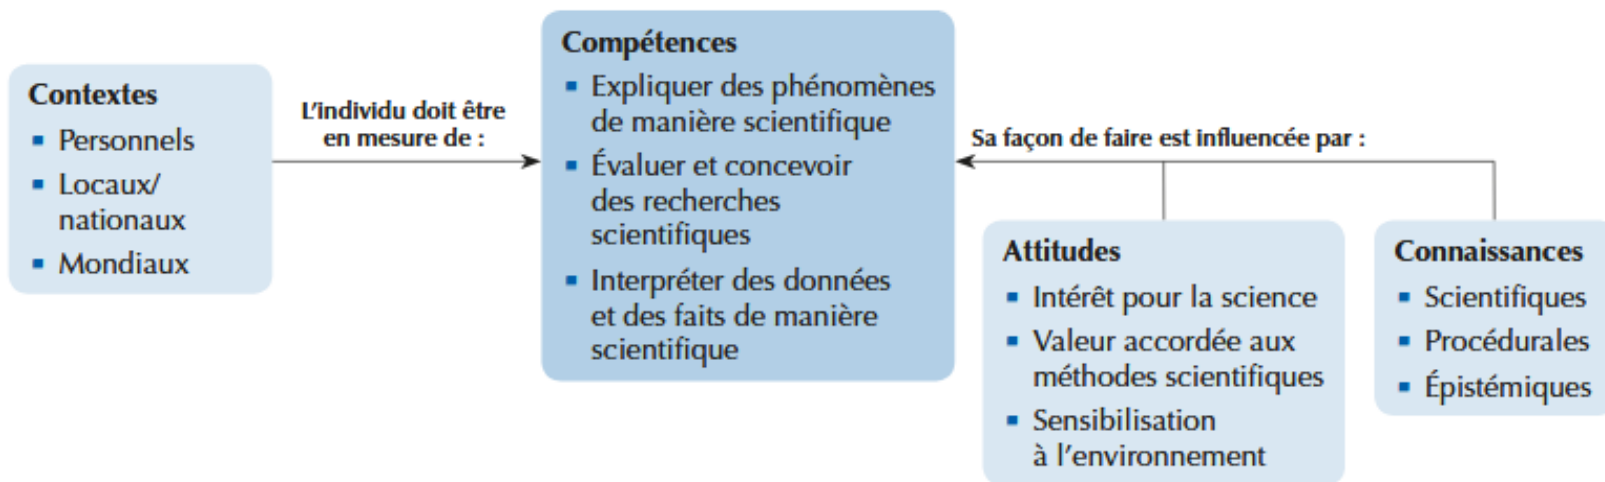 Contextes
▪ Personnels
▪ Locaux/
nationaux
▪ Mondiaux
L’individu doit être
en mesure de :
Compétences
▪ Expliquer des phénomènes
de manière scientifique
▪ Évaluer et concevoir
des recherches
scientifiques
▪ Interpréter des données
et des faits de manière
scientifique
Sa façon de faire est influencée par :
Attitudes
▪ Intérêt pour la science
▪ Valeur accordée aux
méthodes scientifiques
▪ Sensibilisation
à l’environnement
Connaissances
▪ Scientifiques
▪ Procédurales
▪ Épistémiques